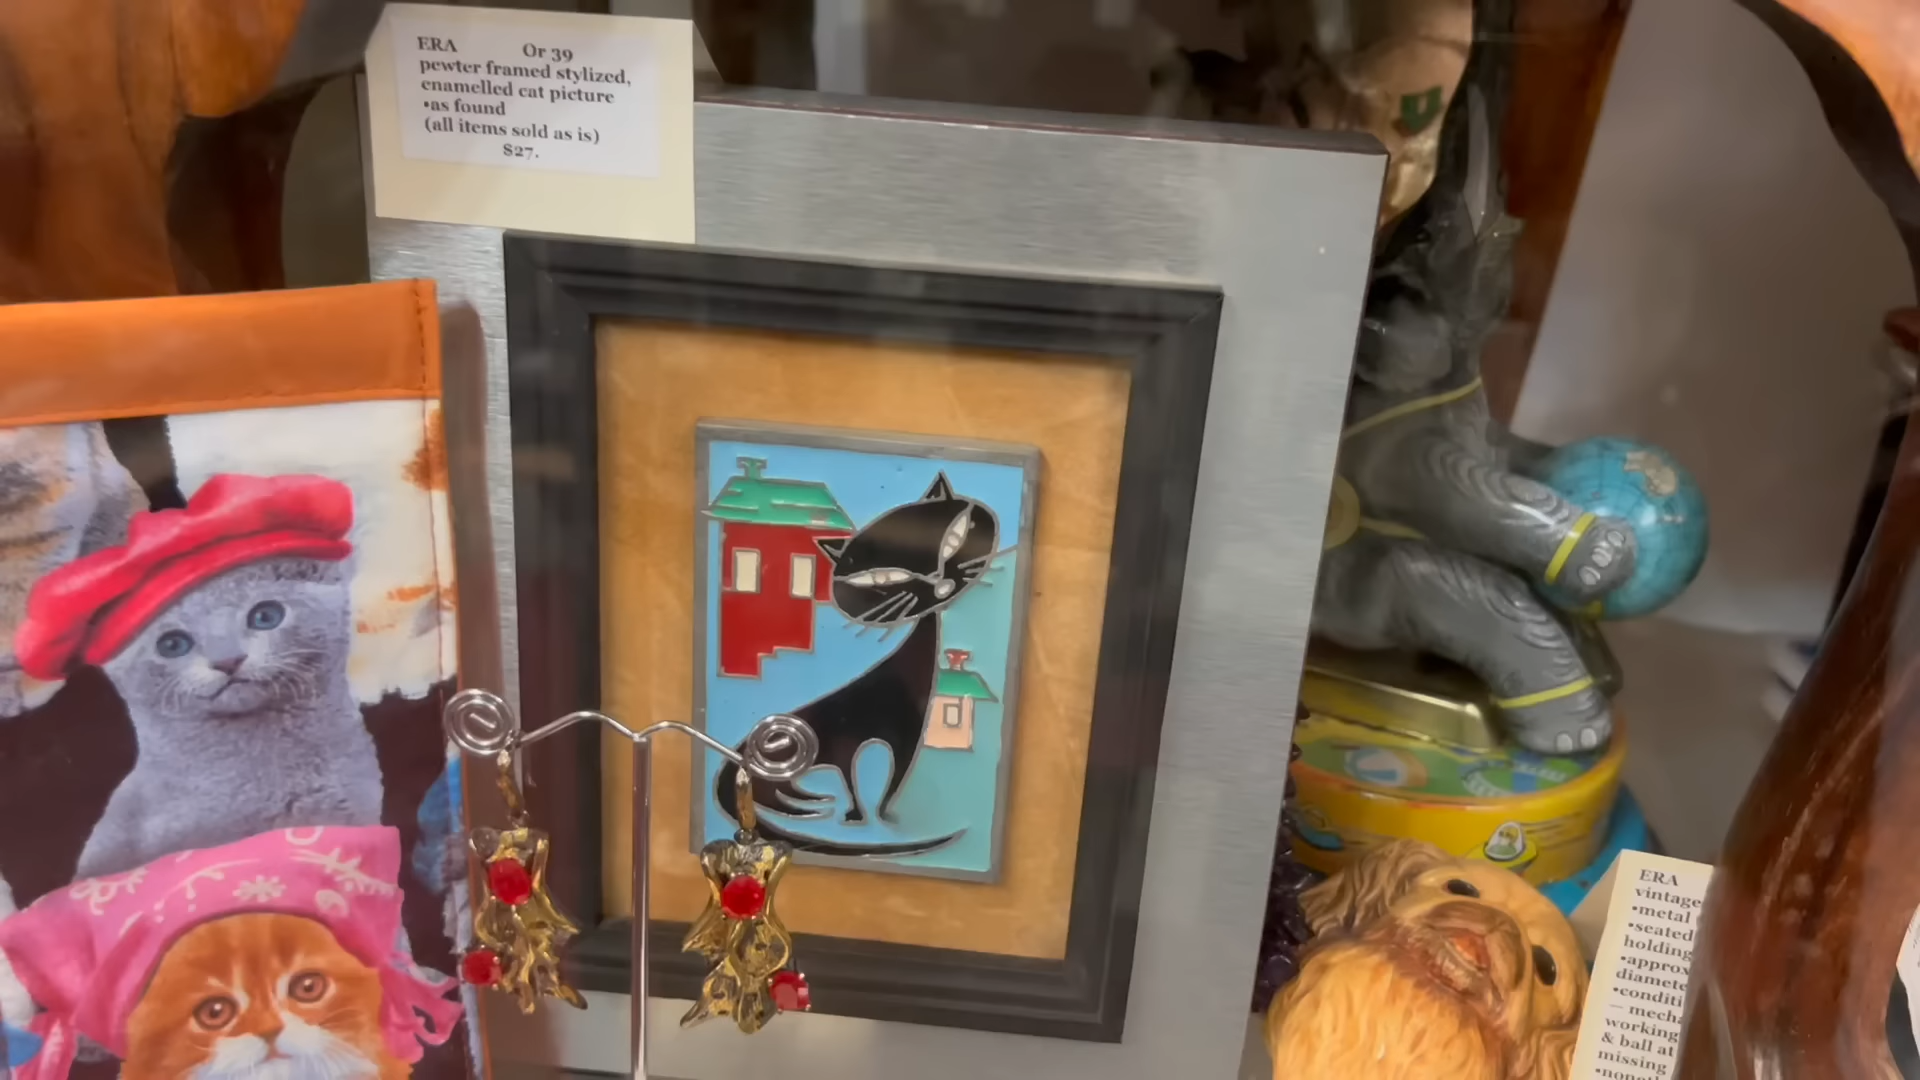 ERA Or 39
pewter framed stylized,
enamelled cat picture
•as found
(all items sold as is)
$27.
ERA
vintage
•metal
•seated
holding
•approx
diamete
•conditi
— mecha
working
& ball at
missing